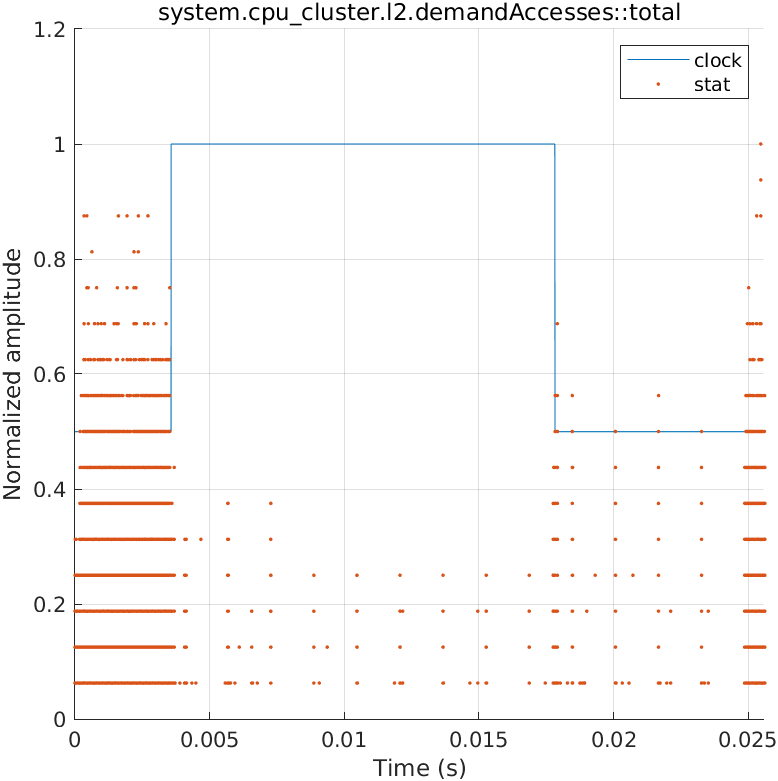 system.cpu_cluster.l2.demandAccesses::total
clock
stat
Normalized amplitude
1.2
1
0.8
0.6
0.4
0.2
0
0 0.005 0.01 0.015 0.02 0.025
Time (s)